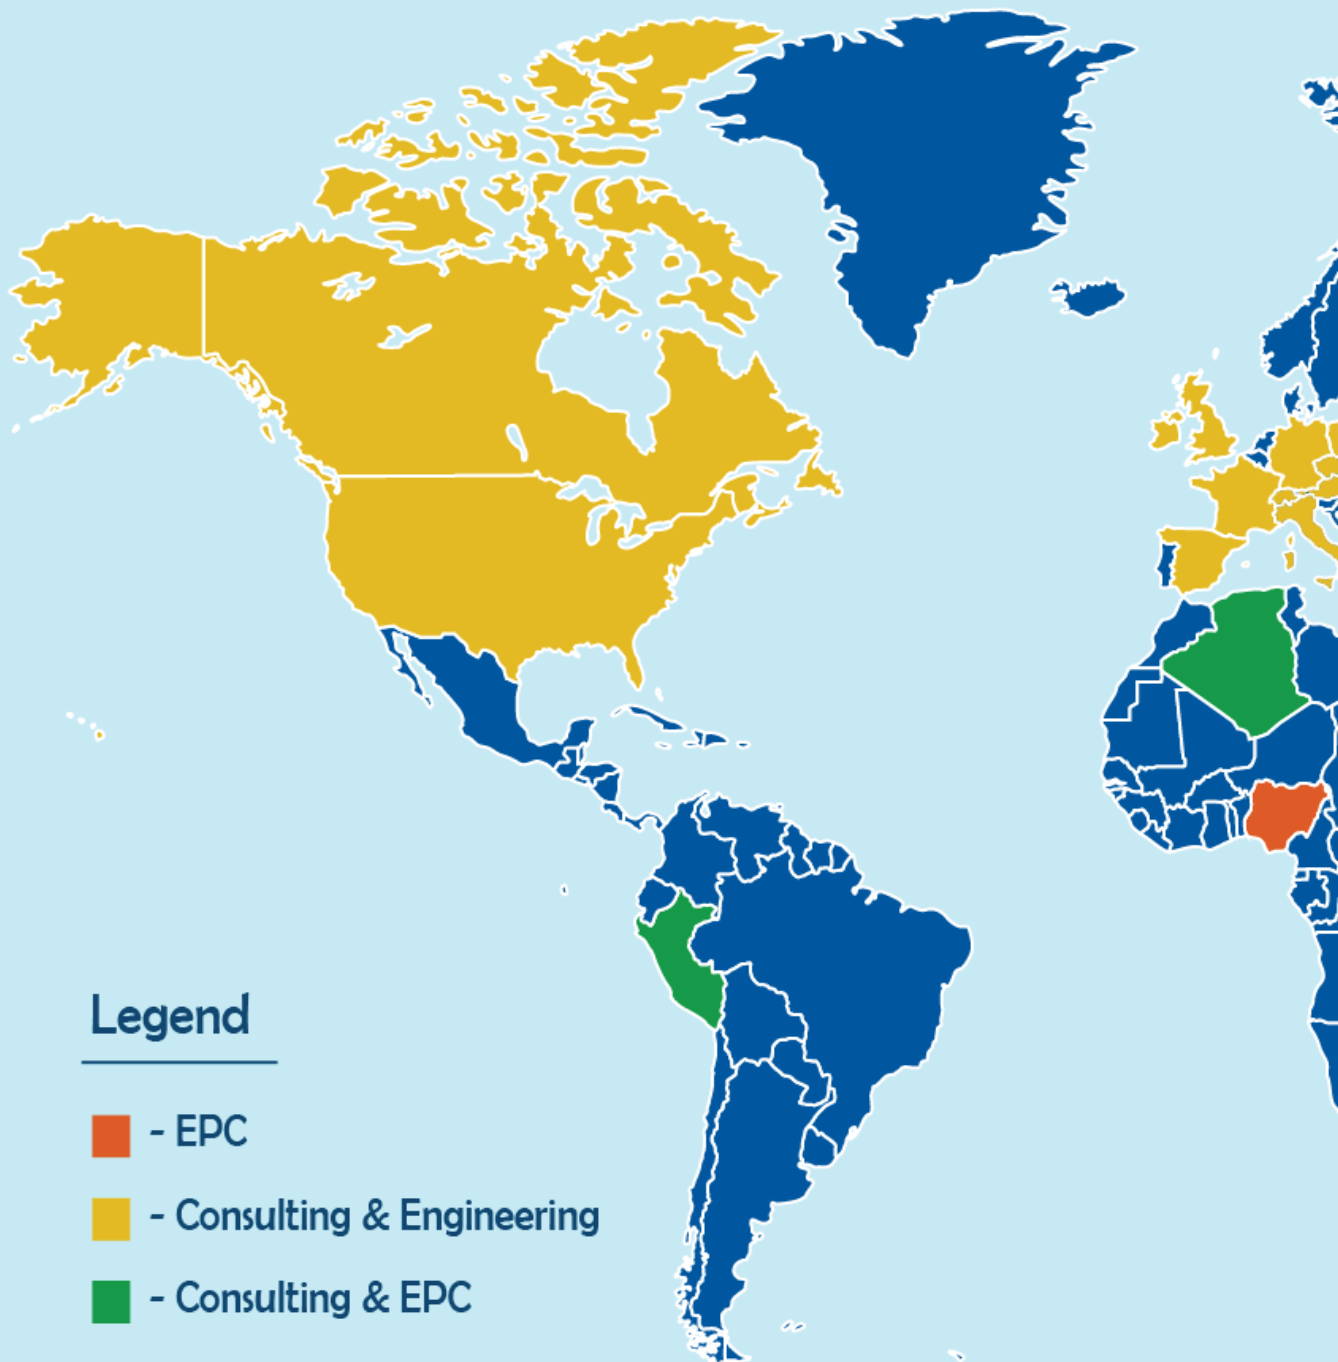 Legend
- EPC
- Consulting & Engineering
- Consulting & EPC